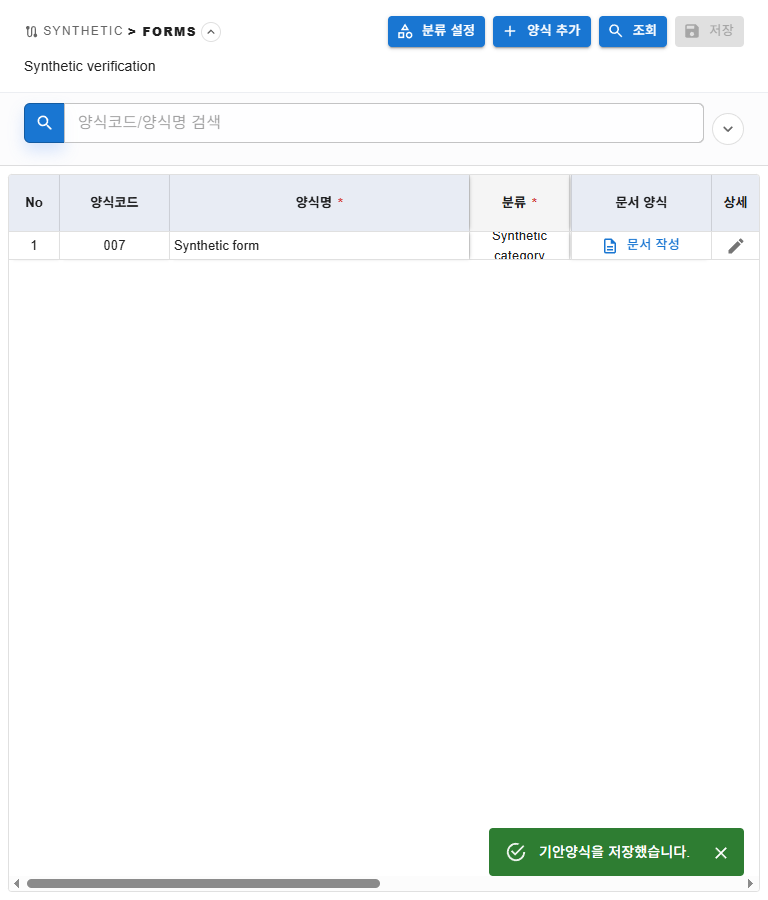 SYNTHETIC > FORMS
분류 설정
양식 추가
조회
저장
Synthetic verification
양식코드/양식명 검색
No 양식코드 양식명 * 분류 * 문서 양식 상세
1 007 Synthetic form Synthetic category 문서 작성
기안양식을 저장했습니다.